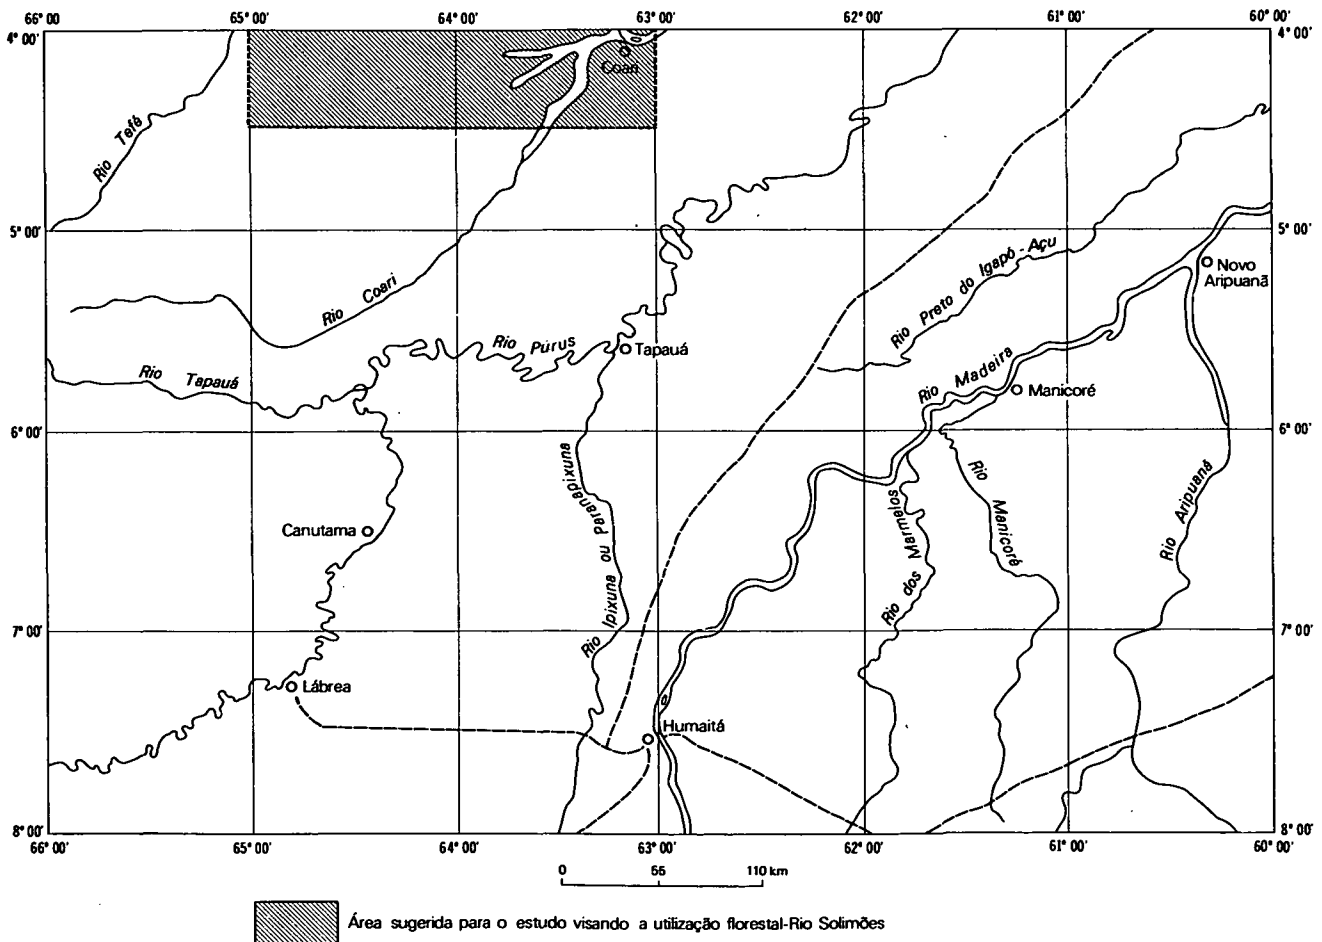 66° 00'
65° 00'
64° 00'
63° 00'
62° 00'
61° 00'
60° 00'
4° 00'
4° 00'
Coari
Rio Tefé
5° 00'
5° 00'
Rio Coari
Rio Preto do Igapó-Açu
Novo
Aripuanã
Rio Púrus
Tapauá
Rio Tapauá
Rio Madeira
Manicoré
6° 00'
6° 00'
Rio Ipixuna ou Paranapixuna
Rio dos Marmelos
Rio Manicoré
Rio Aripuanã
Canutama
7° 00'
7° 00'
Lábrea
Humaitá
8° 00'
8° 00'
66° 00'
65° 00'
64° 00'
63° 00'
62° 00'
61° 00'
60° 00'
0 55 110 km
Área sugerida para o estudo visando a utilização florestal-Rio Solimões